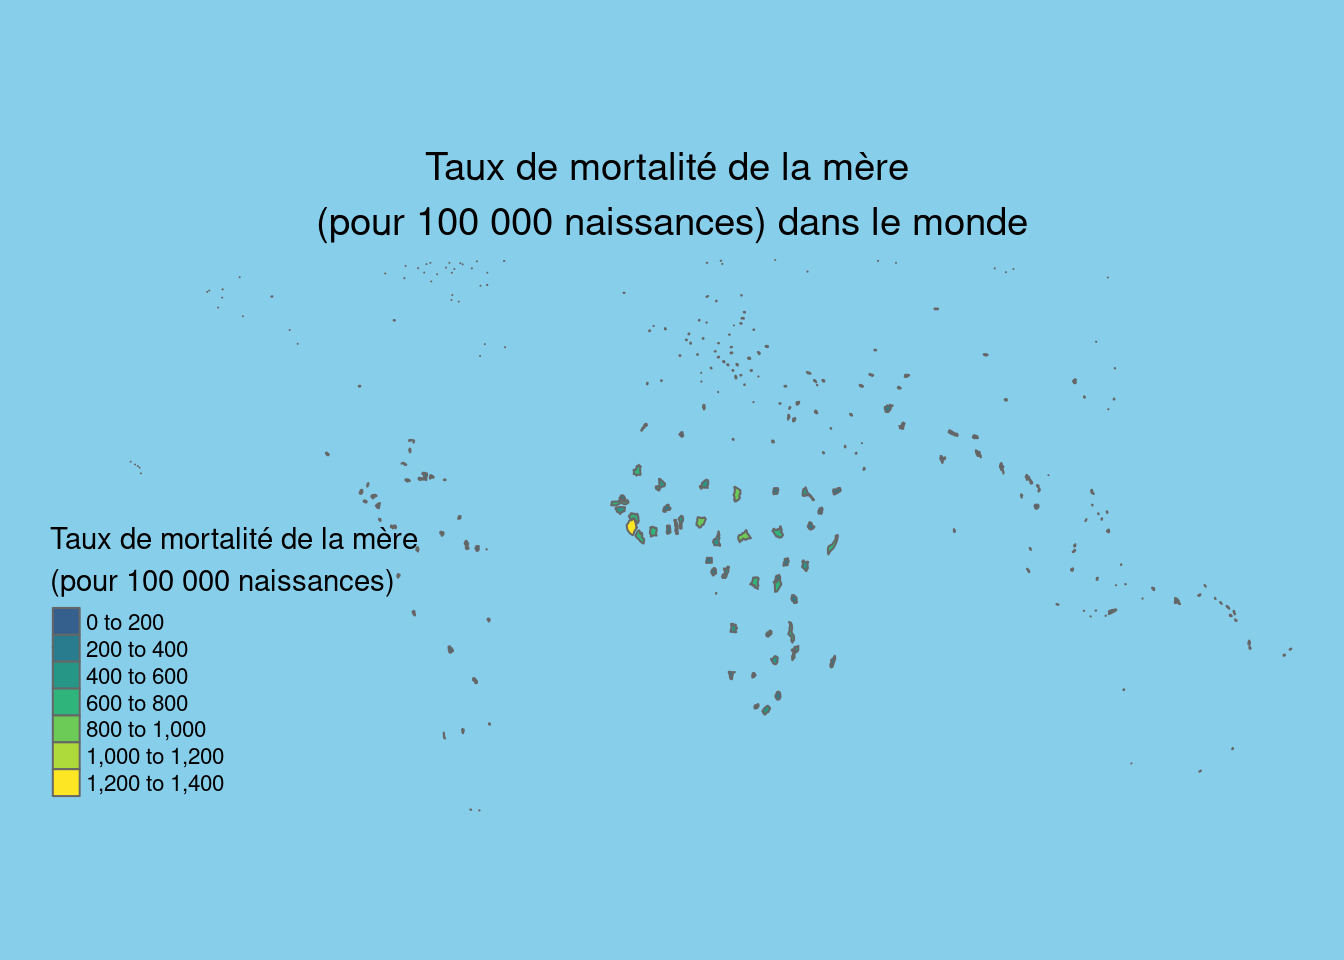 Taux de mortalité de la mère
(pour 100 000 naissances) dans le monde
Taux de mortalité de la mère
(pour 100 000 naissances)
0 to 200
200 to 400
400 to 600
600 to 800
800 to 1,000
1,000 to 1,200
1,200 to 1,400